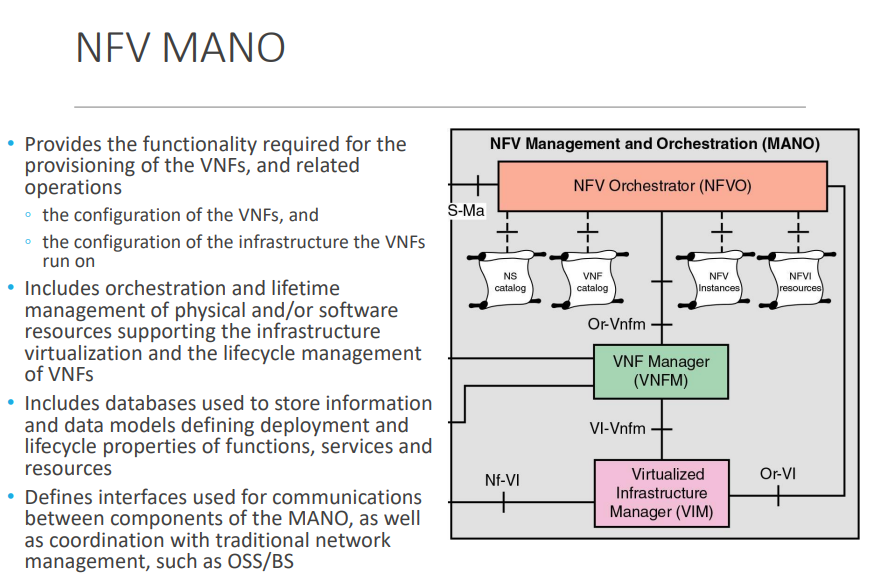 NFV MANO
• Provides the functionality required for the
provisioning of the VNFs, and related
operations
◦ the configuration of the VNFs, and
◦ the configuration of the infrastructure the VNFs
run on
• Includes orchestration and lifetime
management of physical and/or software
resources supporting the infrastructure
virtualization and the lifecycle management
of VNFs
• Includes databases used to store information
and data models defining deployment and
lifecycle properties of functions, services and
resources
• Defines interfaces used for communications
between components of the MANO, as well
as coordination with traditional network
management, such as OSS/BS
NFV Management and Orchestration (MANO)
NFV Orchestrator (NFVO)
S-Ma
NS
catalog
VNF
catalog
NFV
Instances
NFVI
resources
Or-Vnfm
VNF Manager
(VNFM)
VI-Vnfm
Nf-VI
Virtualized
Infrastructure
Manager (VIM)
Or-VI